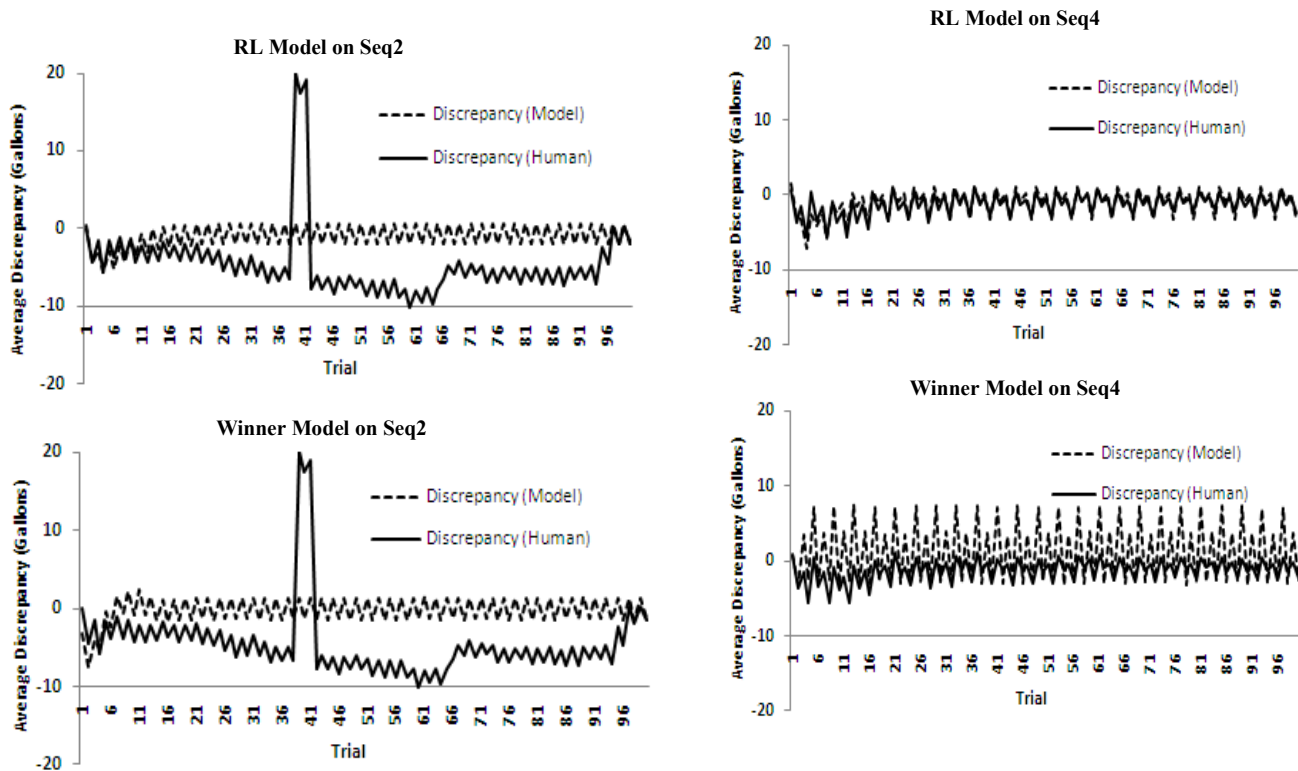 RL Model on Seq2
Average Discrepancy (Gallons)
20
10
0
-10
-20
Discrepancy (Model)
Discrepancy (Human)
1 6 11 16 21 26 31 36 41 46 51 56 61 66 71 76 81 86 91 96
Trial
RL Model on Seq4
Average Discrepancy (Gallons)
20
10
0
-10
-20
Discrepancy (Model)
Discrepancy (Human)
1 6 11 16 21 26 31 36 41 46 51 56 61 66 71 76 81 86 91 96
Trial
Winner Model on Seq2
Average Discrepancy (Gallons)
20
10
0
-10
-20
Discrepancy (Model)
Discrepancy (Human)
1 6 11 16 21 26 31 36 41 46 51 56 61 66 71 76 81 86 91 96
Trial
Winner Model on Seq4
Average Discrepancy (Gallons)
20
10
0
-10
-20
Discrepancy (Model)
Discrepancy (Human)
1 6 11 16 21 26 31 36 41 46 51 56 61 66 71 76 81 86 91 96
Trial